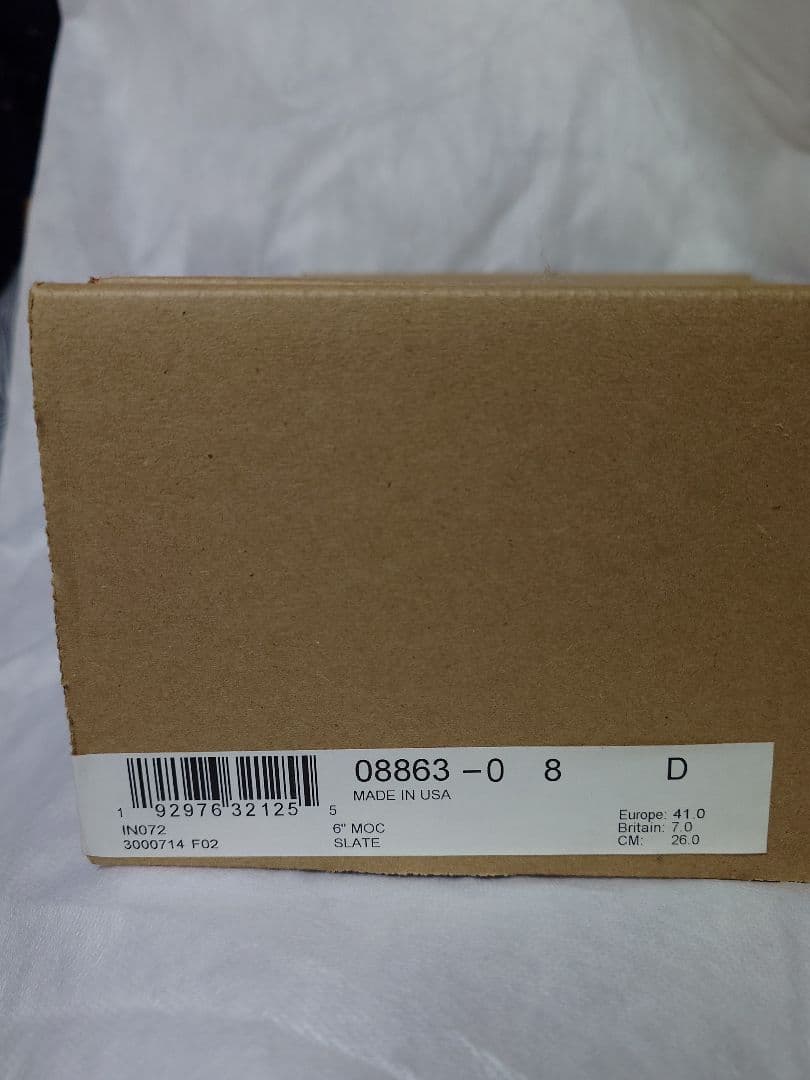 08863 -0 8 D
MADE IN USA
1 92976 32125 5
IN072
3000714 F02
6" MOC
SLATE
Europe: 41.0
Britain: 7.0
CM: 26.0